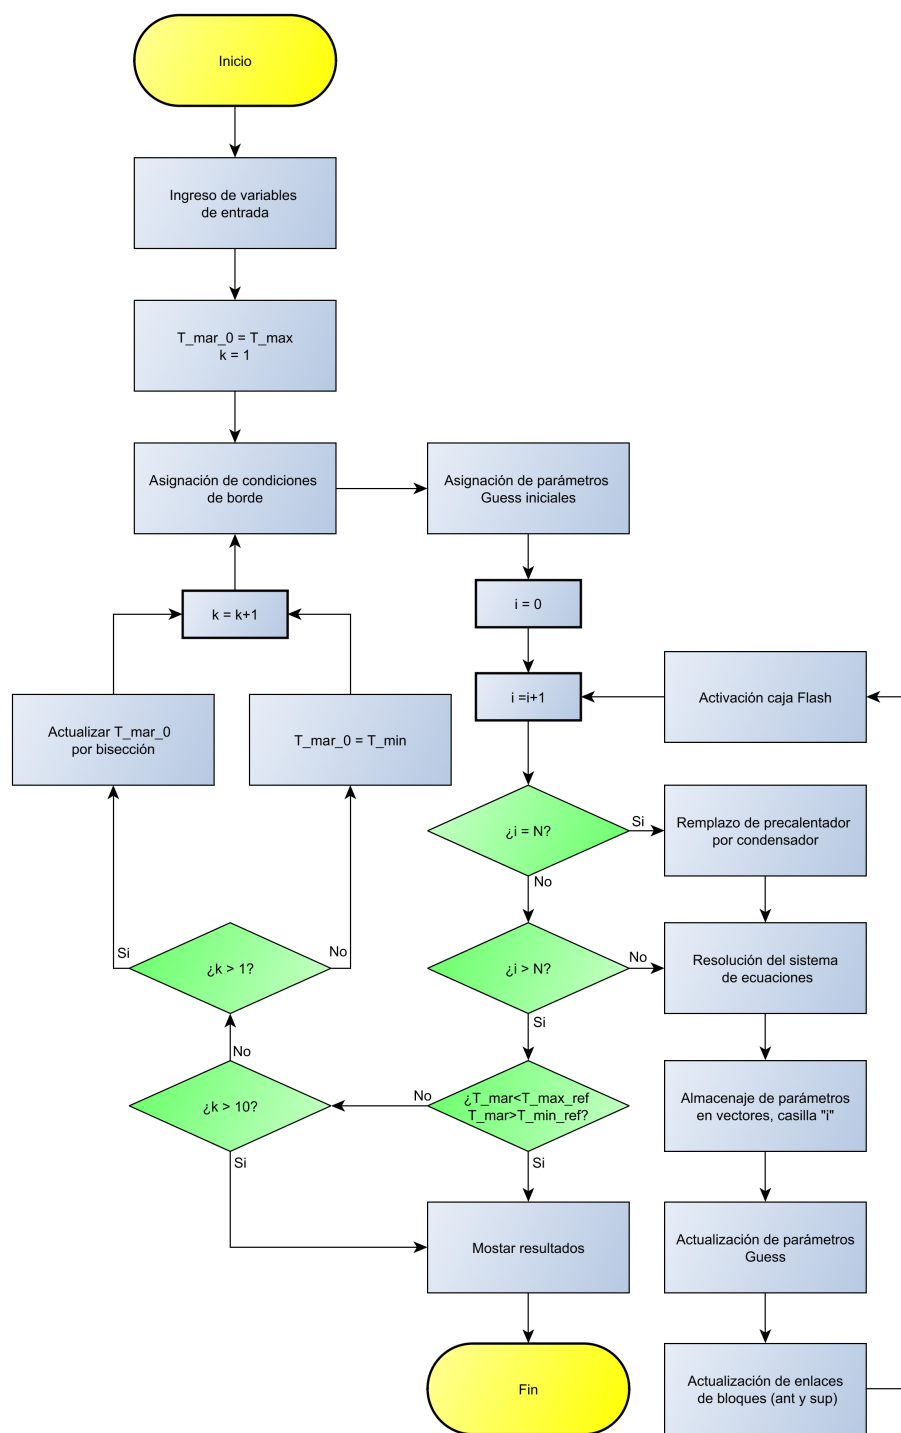 Inicio
Ingreso de variables
de entrada
T_mar_0 = T_max
k = 1
Asignación de condiciones
de borde
Asignación de parámetros
Guess iniciales
k = k+1
i = 0
i =i+1
Activación caja Flash
Actualizar T_mar_0
por bisección
T_mar_0 = T_min
¿i = N?
Si
Remplazo de precalentador
por condensador
No
¿k > 1?
Si
No
¿i > N?
No
Resolución del sistema
de ecuaciones
Si
No
¿k > 10?
No
¿T_mar<T_max_ref
T_mar>T_min_ref?
Almacenaje de parámetros
en vectores, casilla "i"
Si
Si
Mostar resultados
Actualización de parámetros
Guess
Fin
Actualización de enlaces
de bloques (ant y sup)